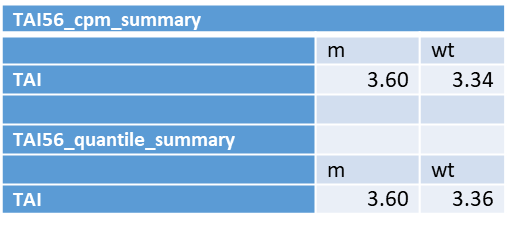 TAI56_cpm_summary
m wt
TAI 3.60 3.34
TAI56_quantile_summary
m wt
TAI 3.60 3.36